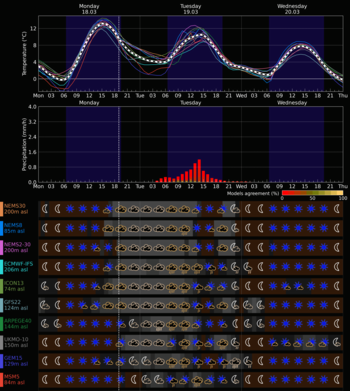 Monday
18.03
Tuesday
19.03
Wednesday
20.03
Temperature (°C)
12
8
4
0
Mon 03 06 09 12 15 18 21 Tue 03 06 09 12 15 18 21 Wed 03 06 09 12 15 18 21 Thu
Monday
Tuesday
Wednesday
Precipitation (mm/h)
4.0
3.2
2.4
1.6
0.8
0.0
Mon 03 06 09 12 15 18 21 Tue 03 06 09 12 15 18 21 Wed 03 06 09 12 15 18 21 Thu
Models agreement (%)
0 50 100
NEMS30
200m asl
NEMS8
85m asl
NEMS2-30
200m asl
ECMWF-IFS
206m asl
ICON13
74m asl
GFS22
124m asl
ARPEGE40
144m asl
UKMO-10
150m asl
GEM15
129m asl
MSM5
84m asl